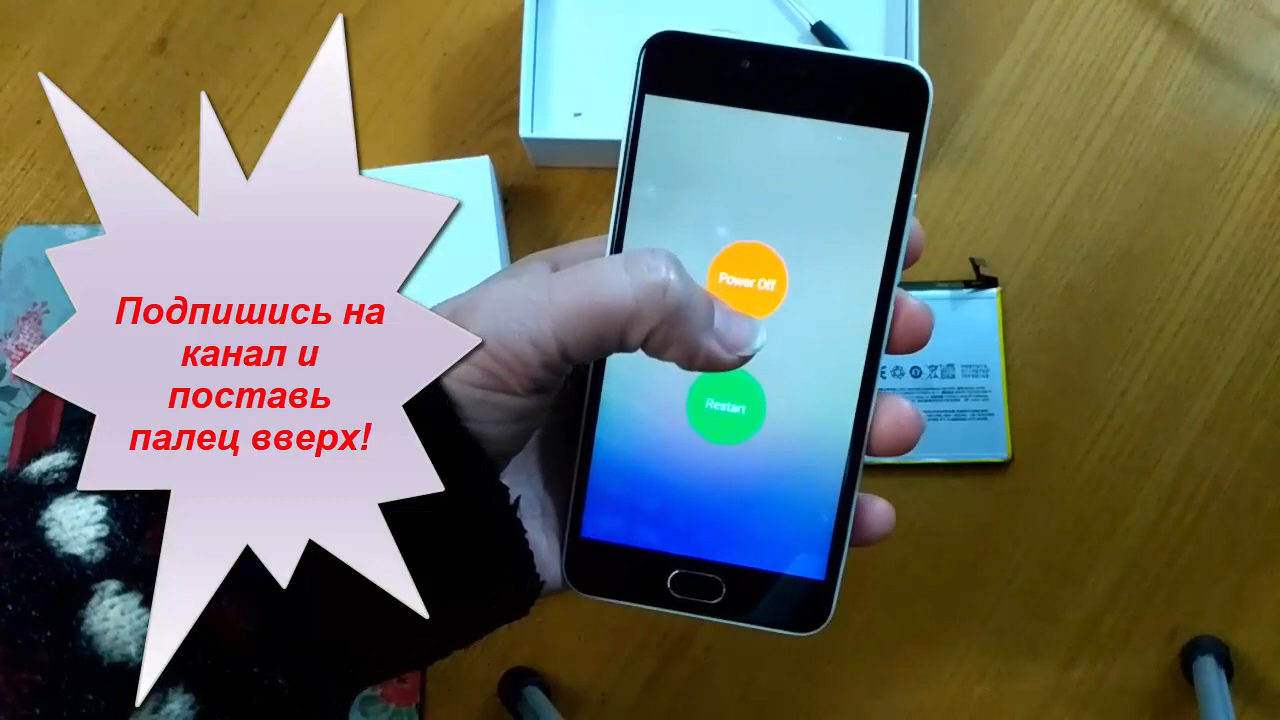 Подпишись на
канал и
поставь
палец вверх!
Power Off
Restart